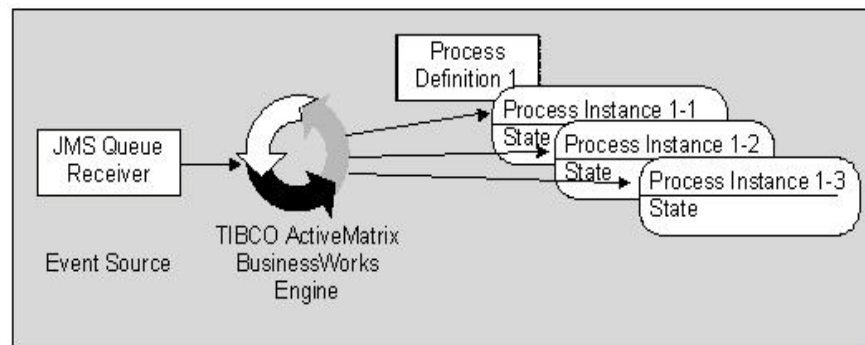 Process
Definition 1
Process Instance 1-1
State
Process Instance 1-2
State
Process Instance 1-3
State
JMS Queue
Receiver
TIBCO ActiveMatrix
BusinessWorks
Engine
Event Source